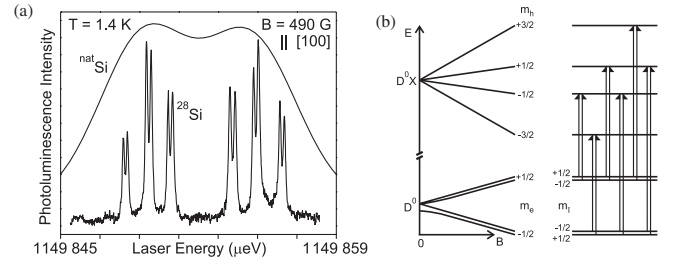 (a)
T = 1.4 K
B = 490 G
|| [100]
natSi
28Si
Photoluminescence Intensity
1149 845
Laser Energy (μeV)
1149 859
(b)
E
mh
+3/2
+1/2
D0X
-1/2
-3/2
+1/2
D0
me
-1/2
0
B
+1/2
-1/2
mI
-1/2
+1/2